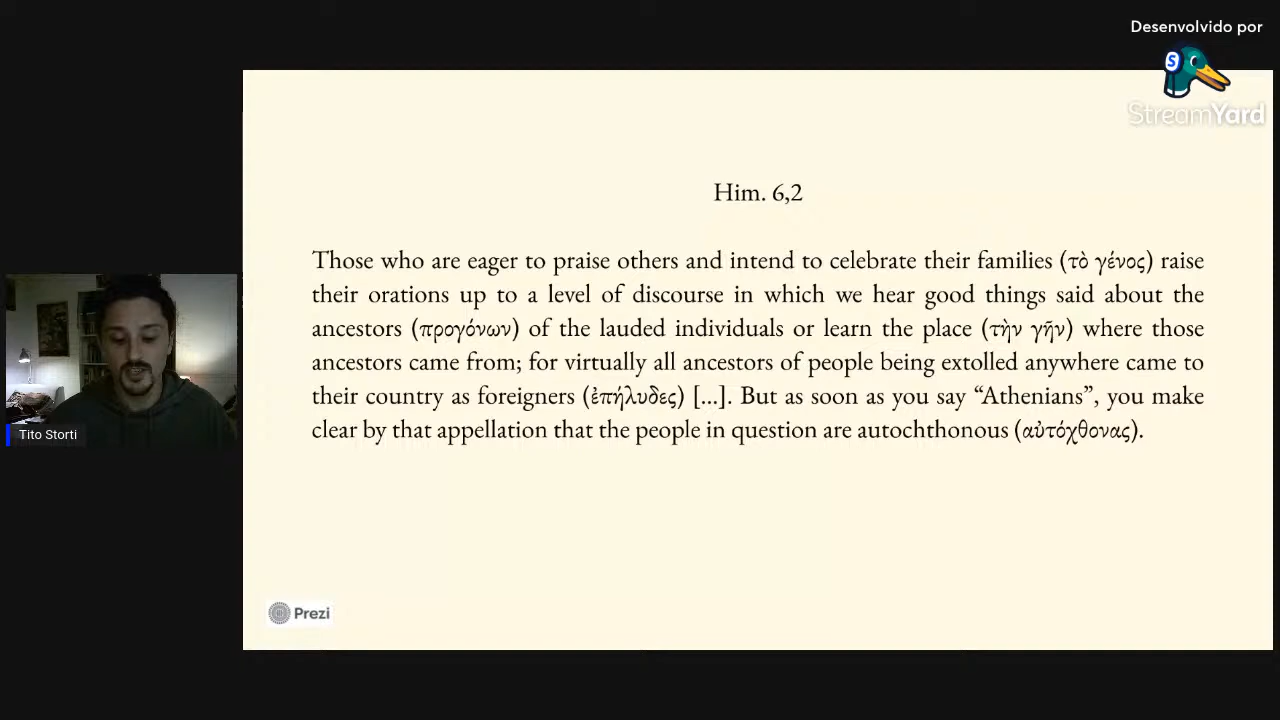 Desenvolvido por
StreamYard
Him. 6,2
Those who are eager to praise others and intend to celebrate their families (τὸ γένος) raise
their orations up to a level of discourse in which we hear good things said about the
ancestors (προγόνων) of the lauded individuals or learn the place (τὴν γῆν) where those
ancestors came from; for virtually all ancestors of people being extolled anywhere came to
their country as foreigners (ἐπήλυδες) [...]. But as soon as you say “Athenians”, you make
clear by that appellation that the people in question are autochthonous (αὐτόχθονας).
Tito Storti
Prezi